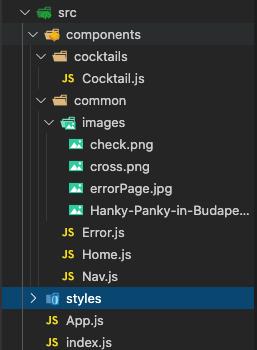 src
components
cocktails
JS Cocktail.js
common
images
check.png
cross.png
errorPage.jpg
Hanky-Panky-in-Budape...
JS Error.js
JS Home.js
JS Nav.js
styles
JS App.js
JS index.js